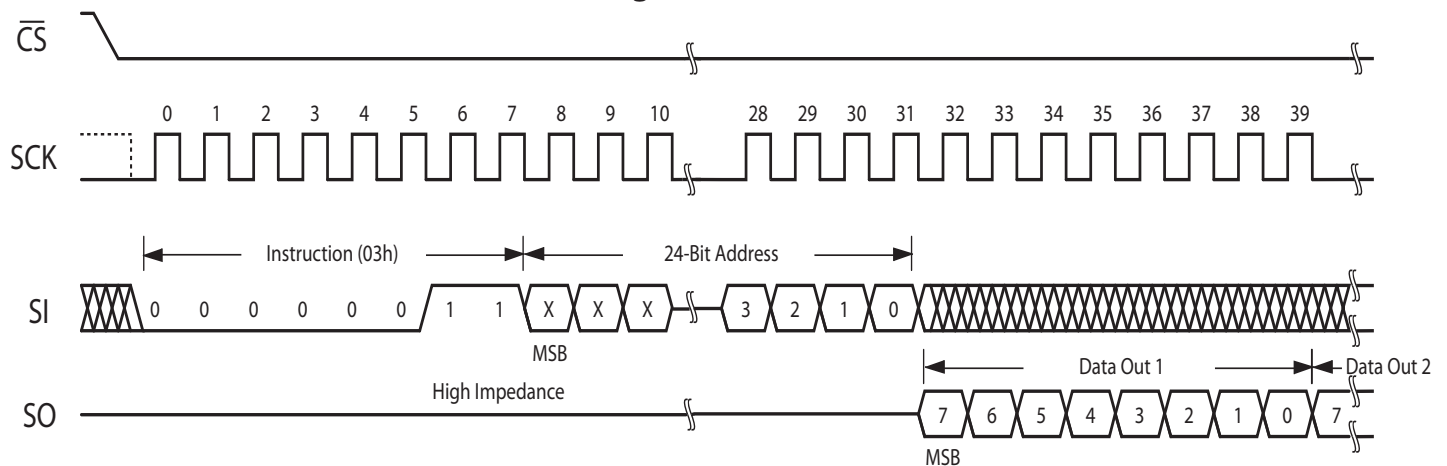 g
CS
0 1 2 3 4 5 6 7 8 9 10 28 29 30 31 32 33 34 35 36 37 38 39
SCK
Instruction (03h) 24-Bit Address
SI 0 0 0 0 0 0 1 1 X X X 3 2 1 0
MSB
Data Out 1 Data Out 2
High Impedance
SO 7 6 5 4 3 2 1 0 7
MSB